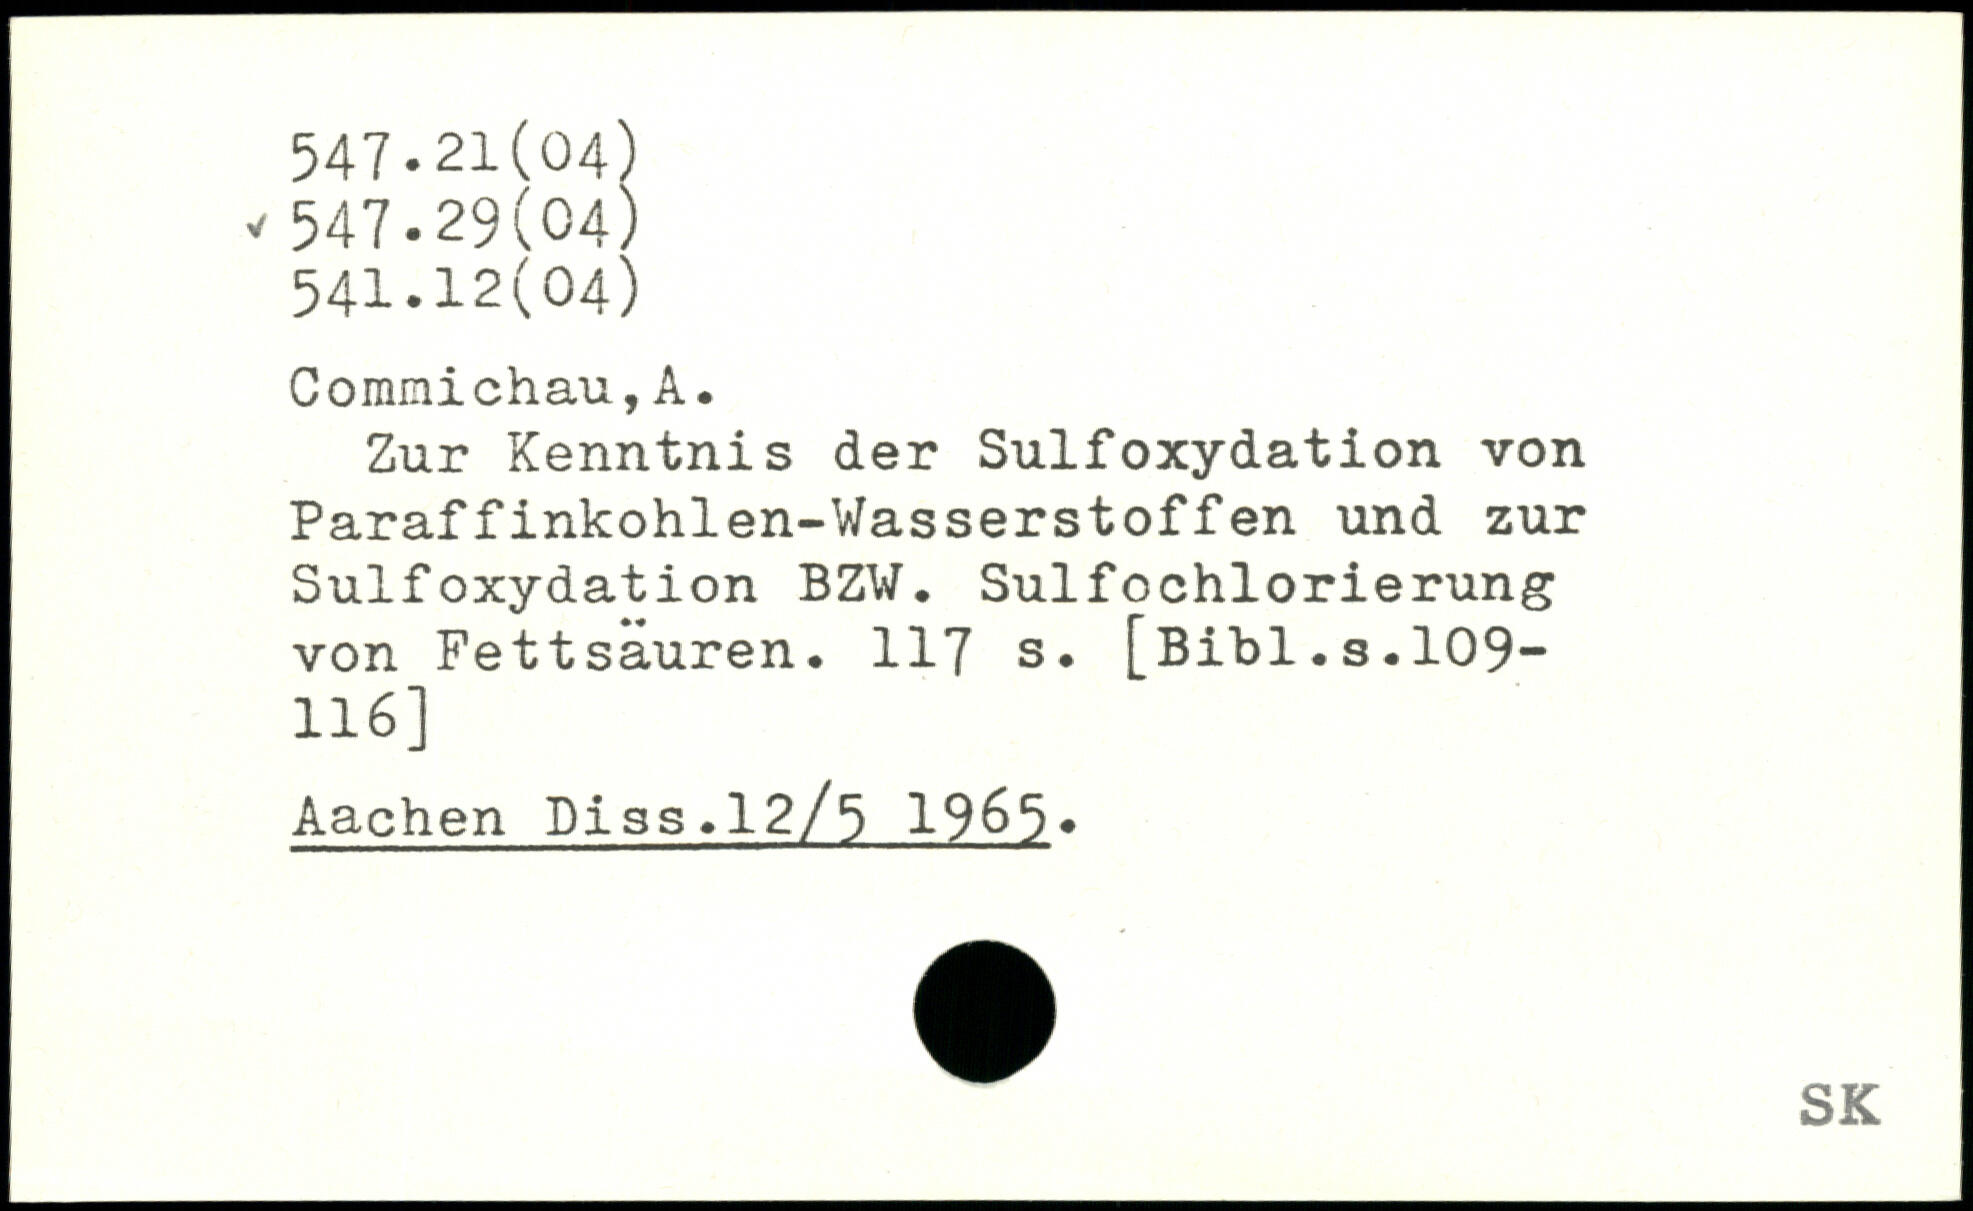 547.21(04)
✓ 547.29(04)
541.12(04)
Commichau,A.
Zur Kenntnis der Sulfoxydation von
Paraffinkohlen-Wasserstoffen und zur
Sulfoxydation BZW. Sulfochlorierung
von Fettsäuren. 117 s. [Bibl.s.109-
116]
Aachen Diss.12/5 1965.
SK